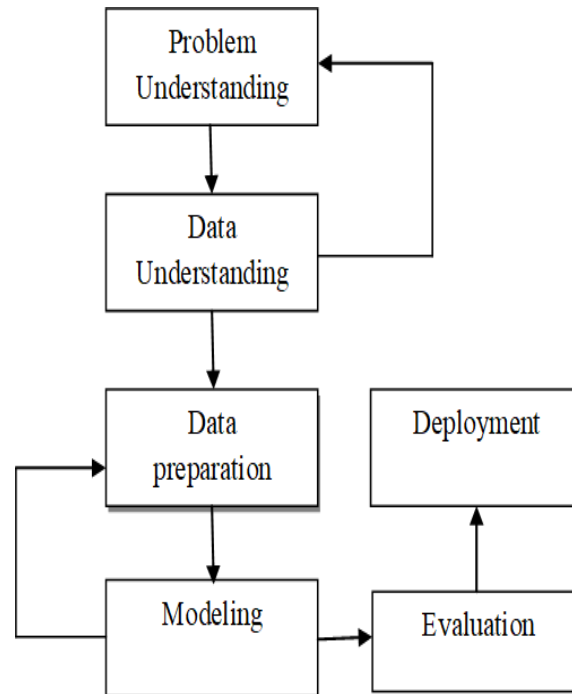 Problem
Understanding
Data
Understanding
Data
preparation
Deployment
Modeling
Evaluation